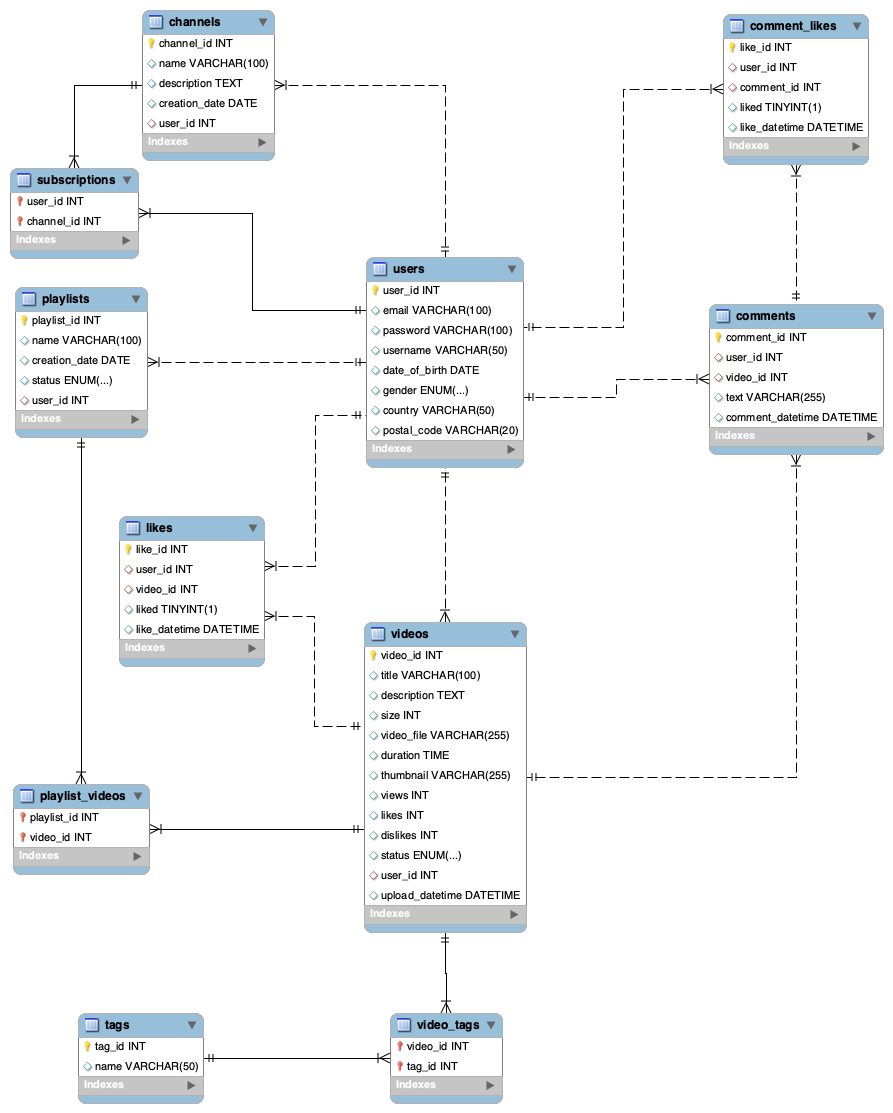 channels
channel_id INT
name VARCHAR(100)
description TEXT
creation_date DATE
user_id INT
Indexes
comment_likes
like_id INT
user_id INT
comment_id INT
liked TINYINT(1)
like_datetime DATETIME
Indexes
subscriptions
user_id INT
channel_id INT
Indexes
users
user_id INT
email VARCHAR(100)
password VARCHAR(100)
username VARCHAR(50)
date_of_birth DATE
gender ENUM(...)
country VARCHAR(50)
postal_code VARCHAR(20)
Indexes
playlists
playlist_id INT
name VARCHAR(100)
creation_date DATE
status ENUM(...)
user_id INT
Indexes
comments
comment_id INT
user_id INT
video_id INT
text VARCHAR(255)
comment_datetime DATETIME
Indexes
likes
like_id INT
user_id INT
video_id INT
liked TINYINT(1)
like_datetime DATETIME
Indexes
videos
video_id INT
title VARCHAR(100)
description TEXT
size INT
video_file VARCHAR(255)
duration TIME
thumbnail VARCHAR(255)
views INT
likes INT
dislikes INT
status ENUM(...)
user_id INT
upload_datetime DATETIME
Indexes
playlist_videos
playlist_id INT
video_id INT
Indexes
tags
tag_id INT
name VARCHAR(50)
Indexes
video_tags
video_id INT
tag_id INT
Indexes